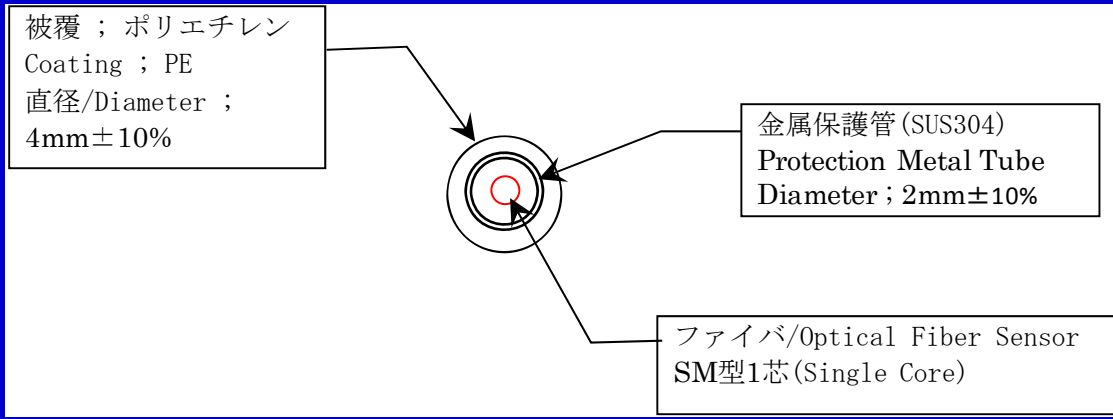 被覆 ; ポリエチレン
Coating ; PE
直径/Diameter ;
4mm±10%
金属保護管(SUS304)
Protection Metal Tube
Diameter ; 2mm±10%
ファイバ/Optical Fiber Sensor
SM型1芯(Single Core)